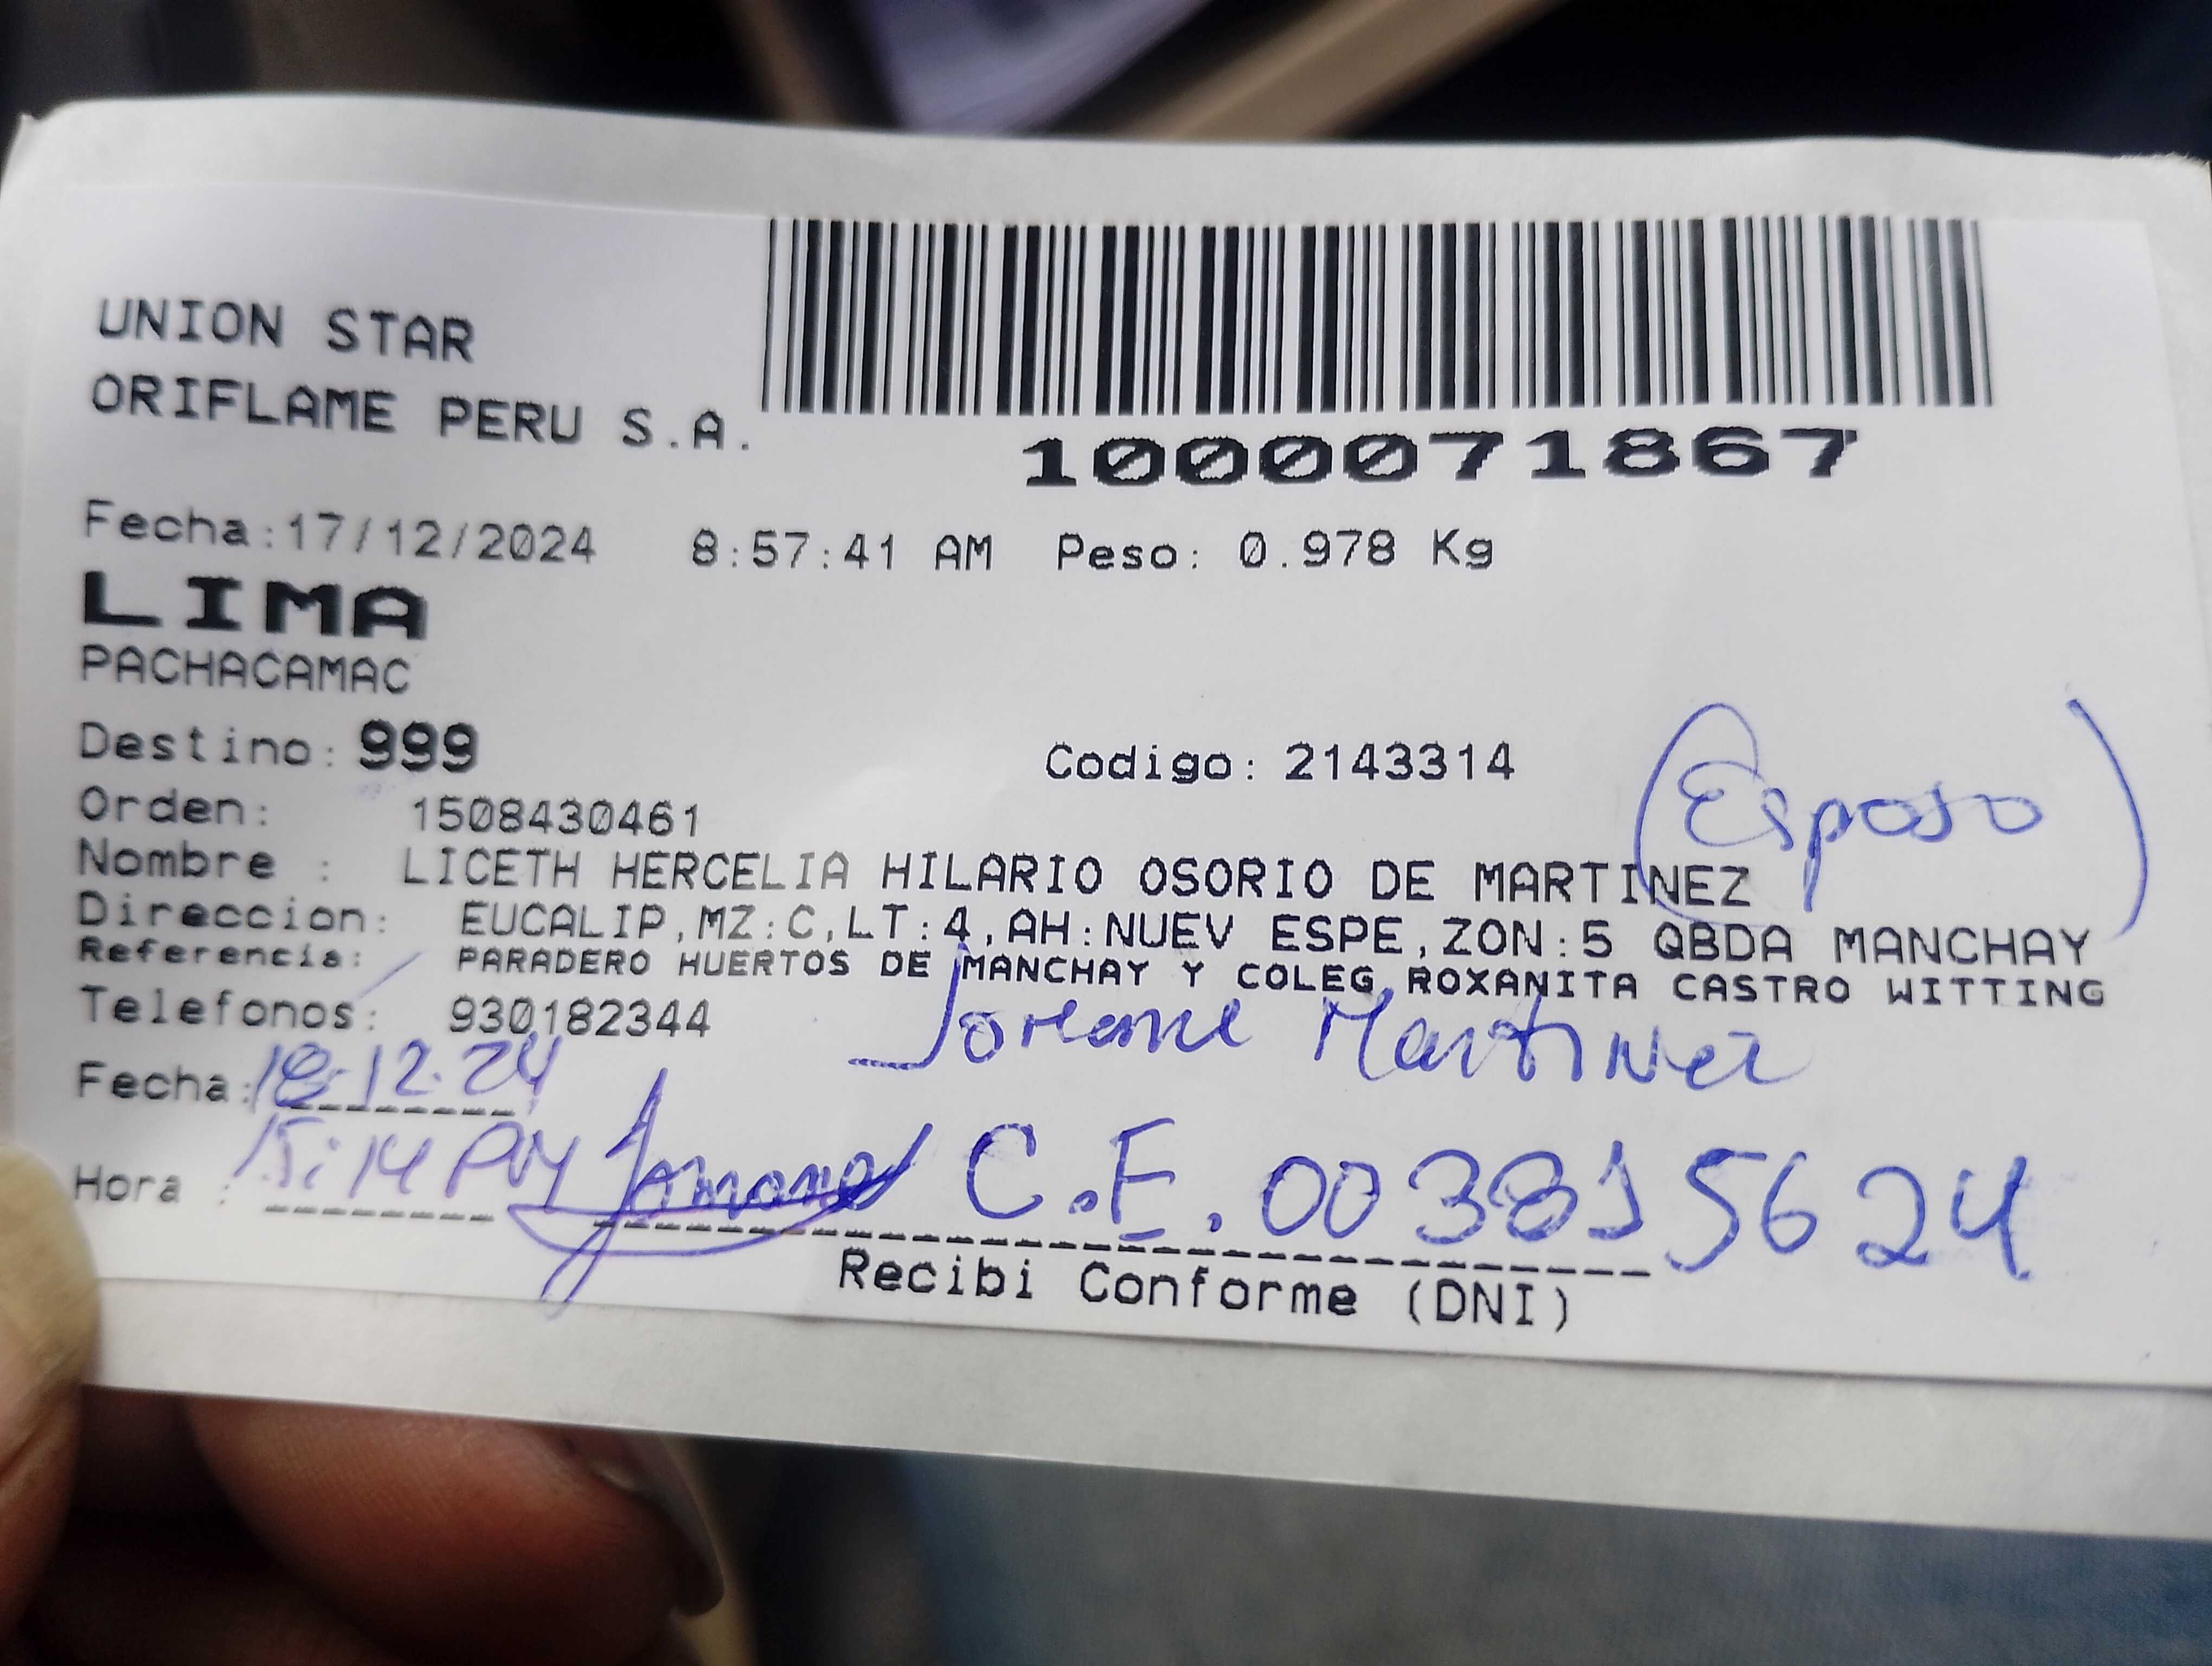 UNION STAR
ORIFLAME PERU S.A.
1000071867
Fecha:17/12/2024 8:57:41 AM Peso: 0.978 Kg
LIMA
PACHACAMAC
Destino: 999 Codigo: 2143314
(Esposo)
Orden: 1508430461
Nombre : LICETH HERCELIA HILARIO OSORIO DE MARTINEZ
Direccion: EUCALIP,MZ:C,LT:4,AH:NUEV ESPE,ZON:5 QBDA MANCHAY
Referencia: PARADERO HUERTOS DE MANCHAY Y COLEG ROXANITA CASTRO WITTING
Telefonos: 930182344
Martinez
Fecha: 18-12-24
Hora : 15:14 PM C.E. 003815624
Recibi Conforme (DNI)